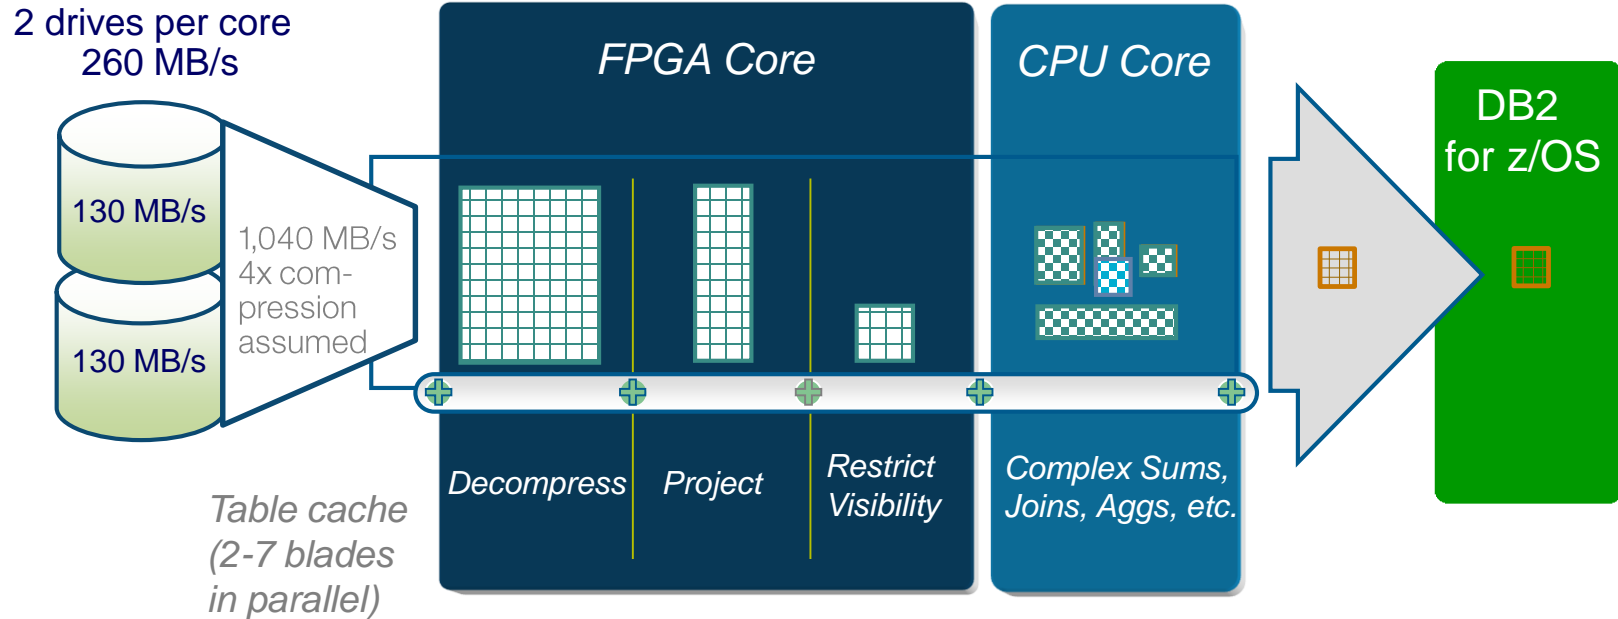 2 drives per core
260 MB/s
130 MB/s
130 MB/s
1,040 MB/s
4x com-
pression
assumed
Table cache
(2-7 blades
in parallel)
FPGA Core
Decompress
Project
Restrict
Visibility
CPU Core
Complex Sums,
Joins, Aggs, etc.
DB2
for z/OS